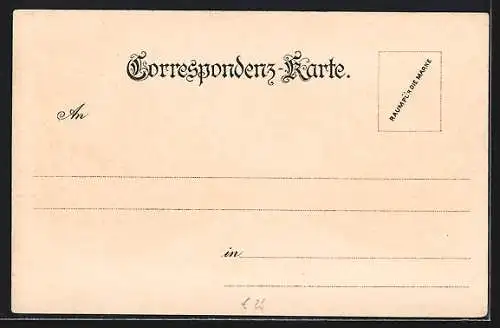 Correspondenz-Karte.
RAUM FÜR DIE MARKE
An
in